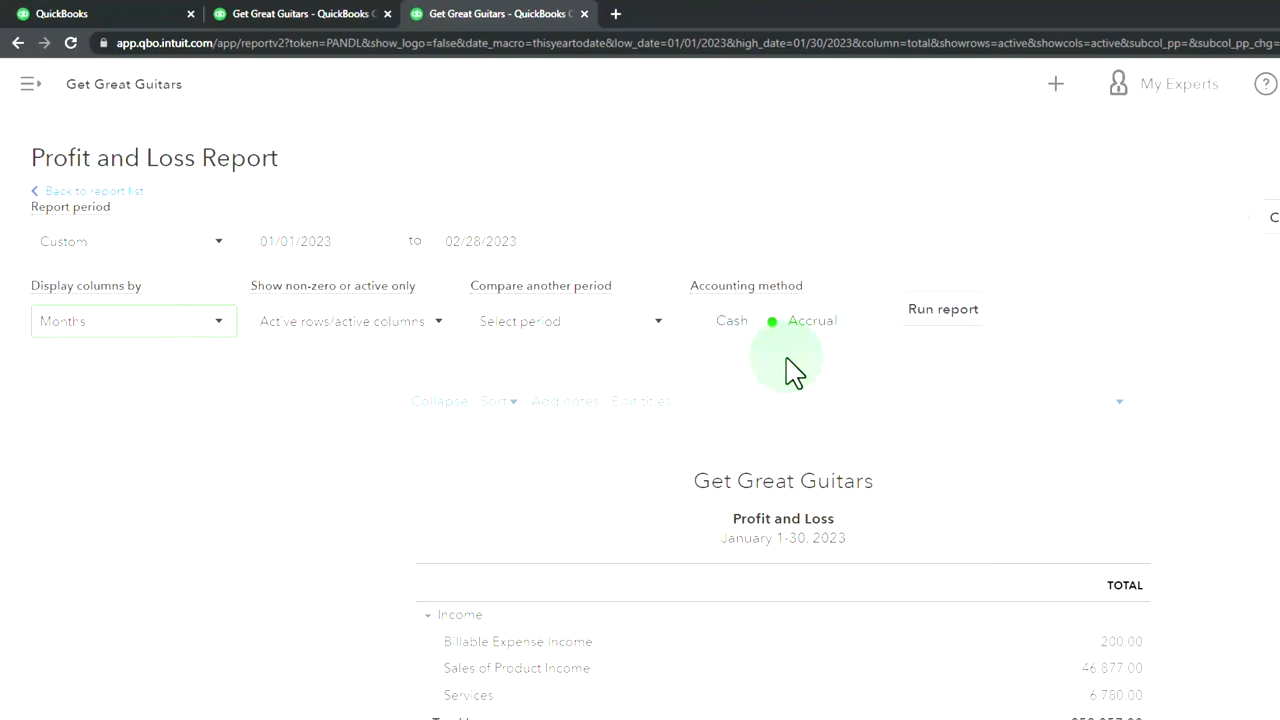 QuickBooks
Get Great Guitars - QuickBooks
Get Great Guitars - QuickBooks
app.qbo.intuit.com/app/reportv2?token=PANDL&show_logo=false&date_macro=thisyeartodate&low_date=01/01/2023&high_date=01/30/2023&column=total&showrows=active&showcols=active&subcol_pp=&subcol_pp_chg=
Get Great Guitars
My Experts
?
Profit and Loss Report
Back to report list
Report period
Custom 01/01/2023 to 02/28/2023
Display columns by Show non-zero or active only Compare another period Accounting method
Months Active rows/active columns Select period Cash Accrual Run report
Collapse Sort Add notes Edit titles
Get Great Guitars
Profit and Loss
January 1-30, 2023
TOTAL
Income
Billable Expense Income 200.00
Sales of Product Income 46,877.00
Services 6,780.00